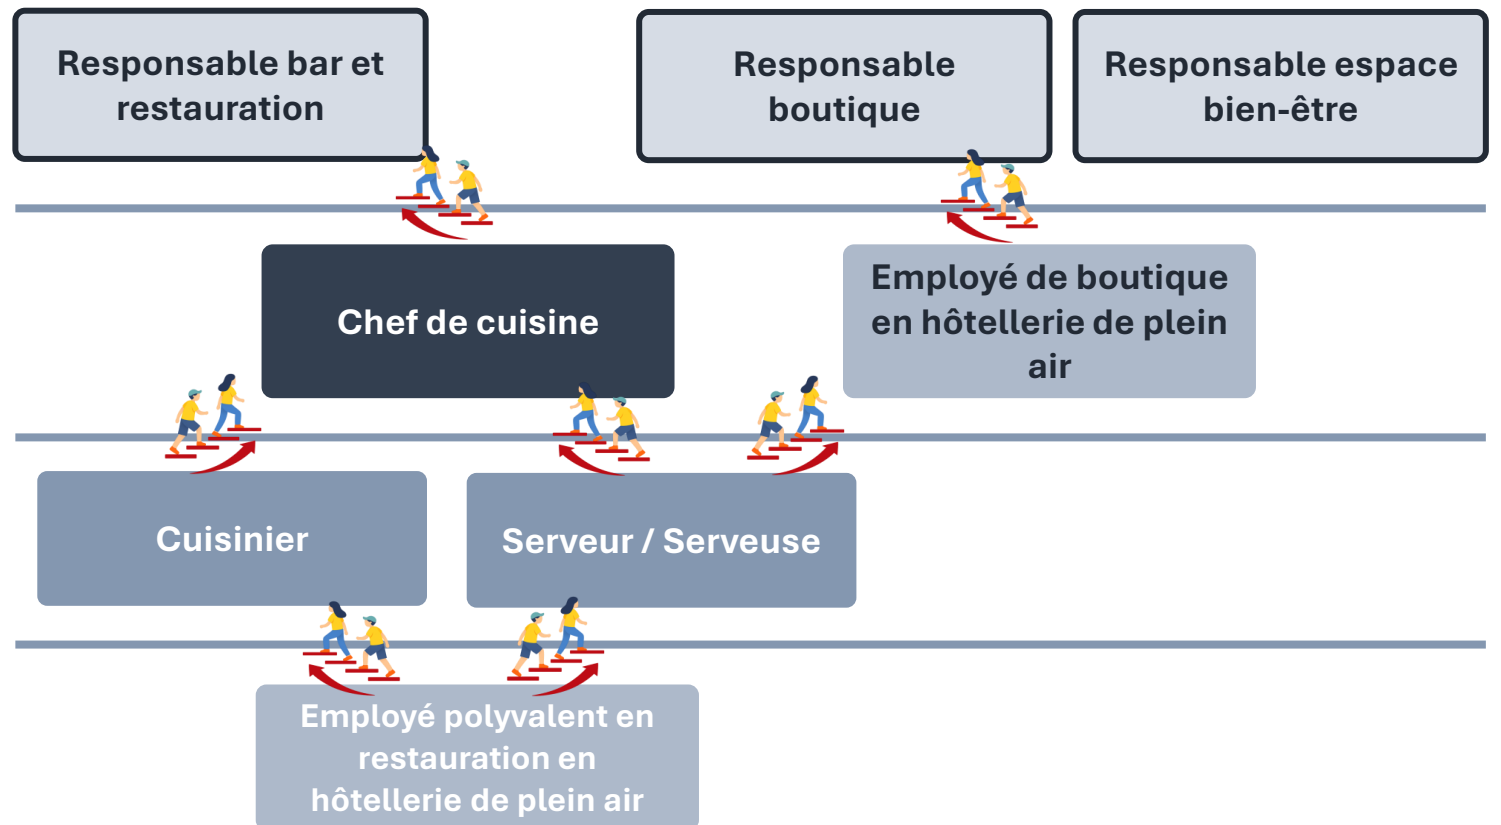 Responsable bar et
restauration
Responsable
boutique
Responsable espace
bien-être
Chef de cuisine
Employé de boutique
en hôtellerie de plein
air
Cuisinier
Serveur / Serveuse
Employé polyvalent en
restauration en
hôtellerie de plein air